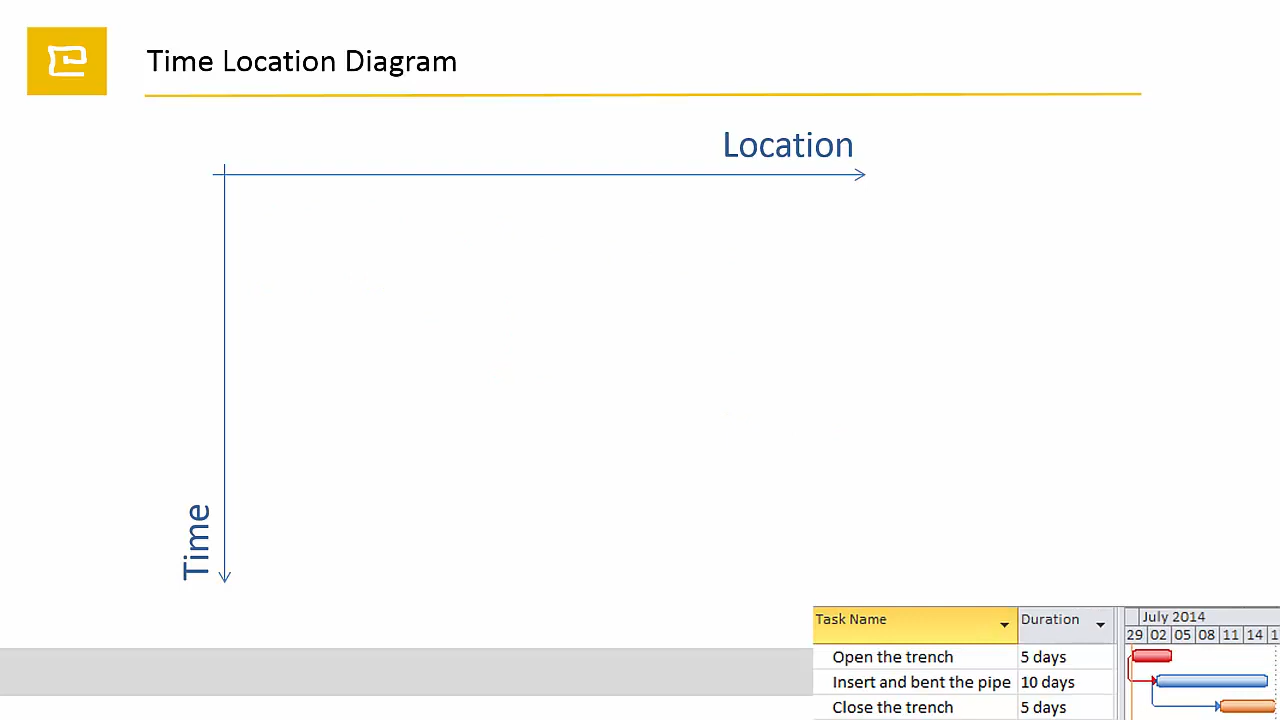 Time Location Diagram
Location
Time
Task Name Duration July 2014
29 02 05 08 11 14 1
Open the trench 5 days
Insert and bent the pipe 10 days
Close the trench 5 days